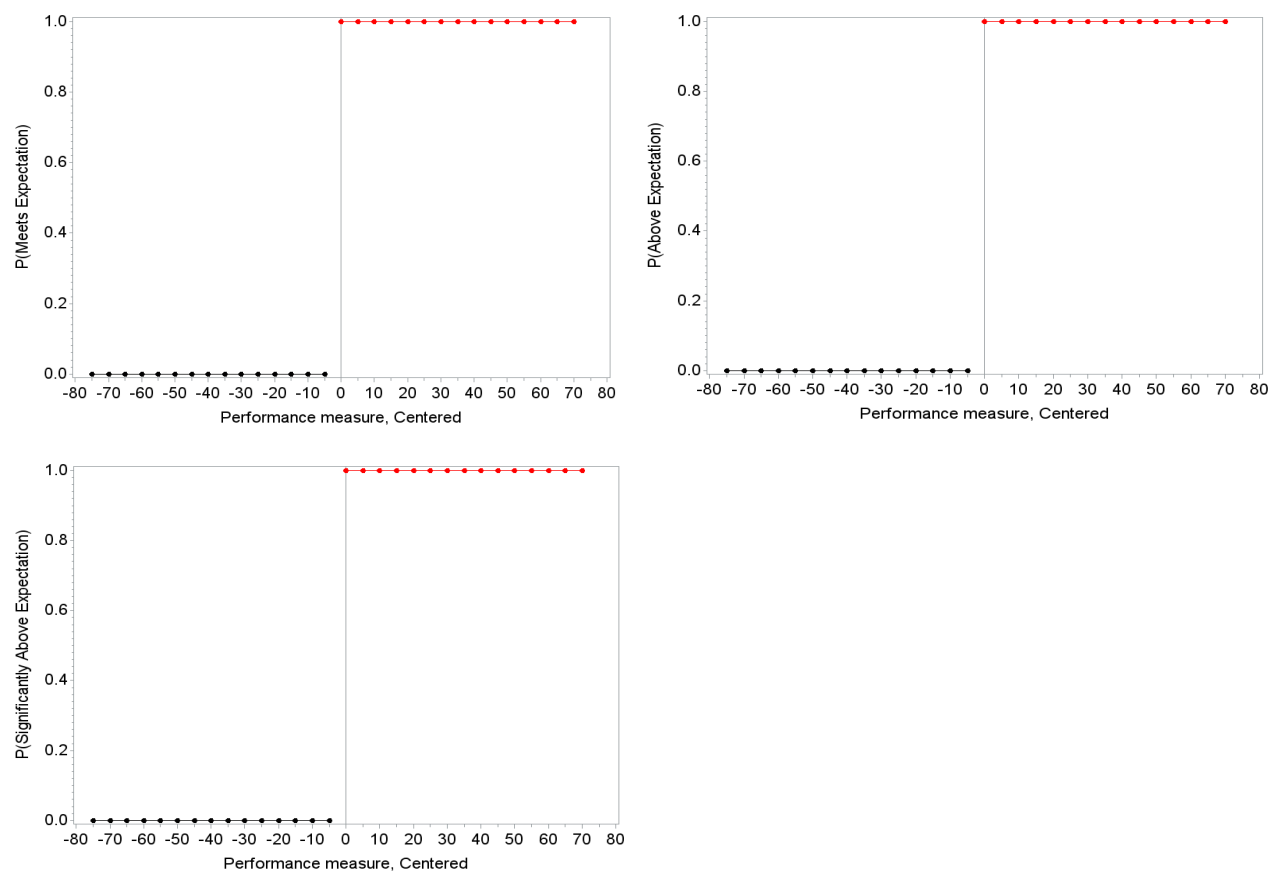 1.0
0.8
0.6
0.4
0.2
0.0
P(Meets Expectation)
-80 -70 -60 -50 -40 -30 -20 -10 0 10 20 30 40 50 60 70 80
Performance measure, Centered
1.0
0.8
0.6
0.4
0.2
0.0
P(Above Expectation)
-80 -70 -60 -50 -40 -30 -20 -10 0 10 20 30 40 50 60 70 80
Performance measure, Centered
1.0
0.8
0.6
0.4
0.2
0.0
P(Significantly Above Expectation)
-80 -70 -60 -50 -40 -30 -20 -10 0 10 20 30 40 50 60 70 80
Performance measure, Centered